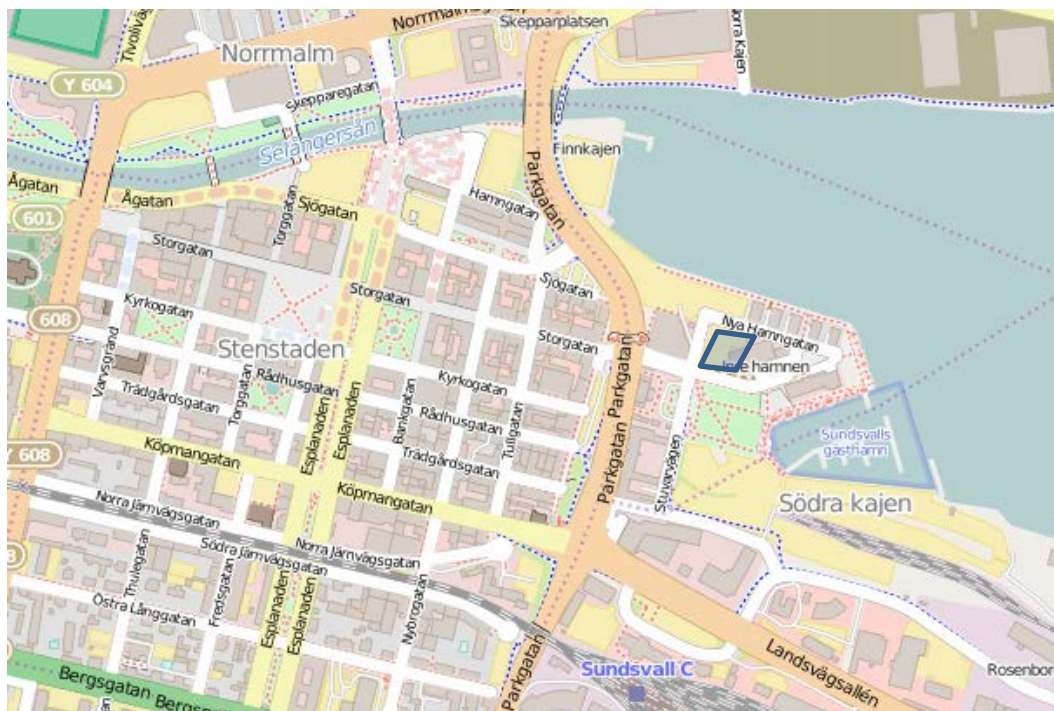 Norrmalmsgatan
Skepparplatsen
Tivolivägen
Norra Kajen
Norrmalm
Y 604
Skepparegatan
Selångersån
Finnkajen
Parkgatan
Ågatan
Ågatan
Sjögatan
Hamngatan
601
Torggatan
Storgatan
Sjögatan
Kyrkogatan
Storgatan
608
Storgatan
Nya Hamngatan
Stenstaden
Inre hamnen
Varvsgränd
Kyrkogatan
Trädgårdsgatan
Torggatan
Rådhusgatan
Esplanaden
Esplanaden
Bankgatan
Rådhusgatan
Tullgatan
Parkgatan
Parkgatan
Köpmangatan
Trädgårdsgatan
Stuvarvägen
Sundsvalls
gästhamn
Y 608
Köpmangatan
Södra kajen
Norra Järnvägsgatan
Norra Järnvägsgatan
Södra Järnvägsgatan
Thulegatan
Fredsgatan
Esplanaden
Esplanaden
Nybrogatan
Östra Långgatan
Parkgatan
Landsvägsallén
Sundsvall C
Rosenbor
Bergsgatan
Bergsg